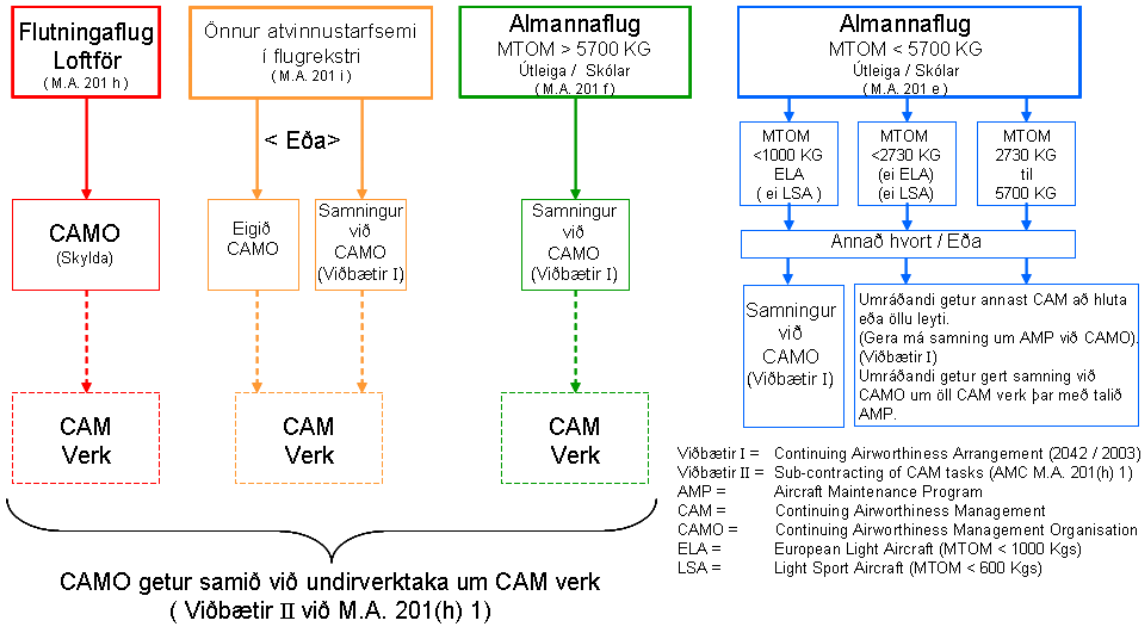 Flutningaflug
Loftför
( M.A. 201 h )
CAMO
(Skylda)
CAM
Verk
Önnur atvinnustarfsemi
í flugrekstri
(M.A. 201 i )
< Eða>
Eigið
CAMO
Samningur
við
CAMO
(Viðbætir I)
CAM
Verk
Almannaflug
MTOM > 5700 KG
Útleiga / Skólar
(M.A. 201 f )
Samningur
við
CAMO
(Viðbætir I)
CAM
Verk
CAMO getur samið við undirverktaka um CAM verk
( Viðbætir II við M.A. 201(h) 1)
Almannaflug
MTOM < 5700 KG
Útleiga / Skólar
(M.A. 201 e )
MTOM
<1000 KG
ELA
( ei LSA )
MTOM
<2730 KG
(ei ELA)
(ei LSA)
MTOM
2730 KG
til
5700 KG
Annað hvort / Eða
Samningur
við
CAMO
(Viðbætir I)
Umráðandi getur annast CAM að hluta
eða öllu leyti.
(Gera má samning um AMP við CAMO).
(Viðbætir I)
Umráðandi getur gert samning við
CAMO um öll CAM verk þar með talið
AMP.
Viðbætir I = Continuing Airworthiness Arrangement (2042 / 2003)
Viðbætir II = Sub-contracting of CAM tasks (AMC M.A. 201(h) 1)
AMP = Aircraft Maintenance Program
CAM = Continuing Airworthiness Management
CAMO = Continuing Airworthiness Management Organisation
ELA = European Light Aircraft (MTOM < 1000 Kgs)
LSA = Light Sport Aircraft (MTOM < 600 Kgs)